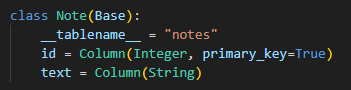 class Note(Base):
    __tablename__ = "notes"
    id = Column(Integer, primary_key=True)
    text = Column(String)